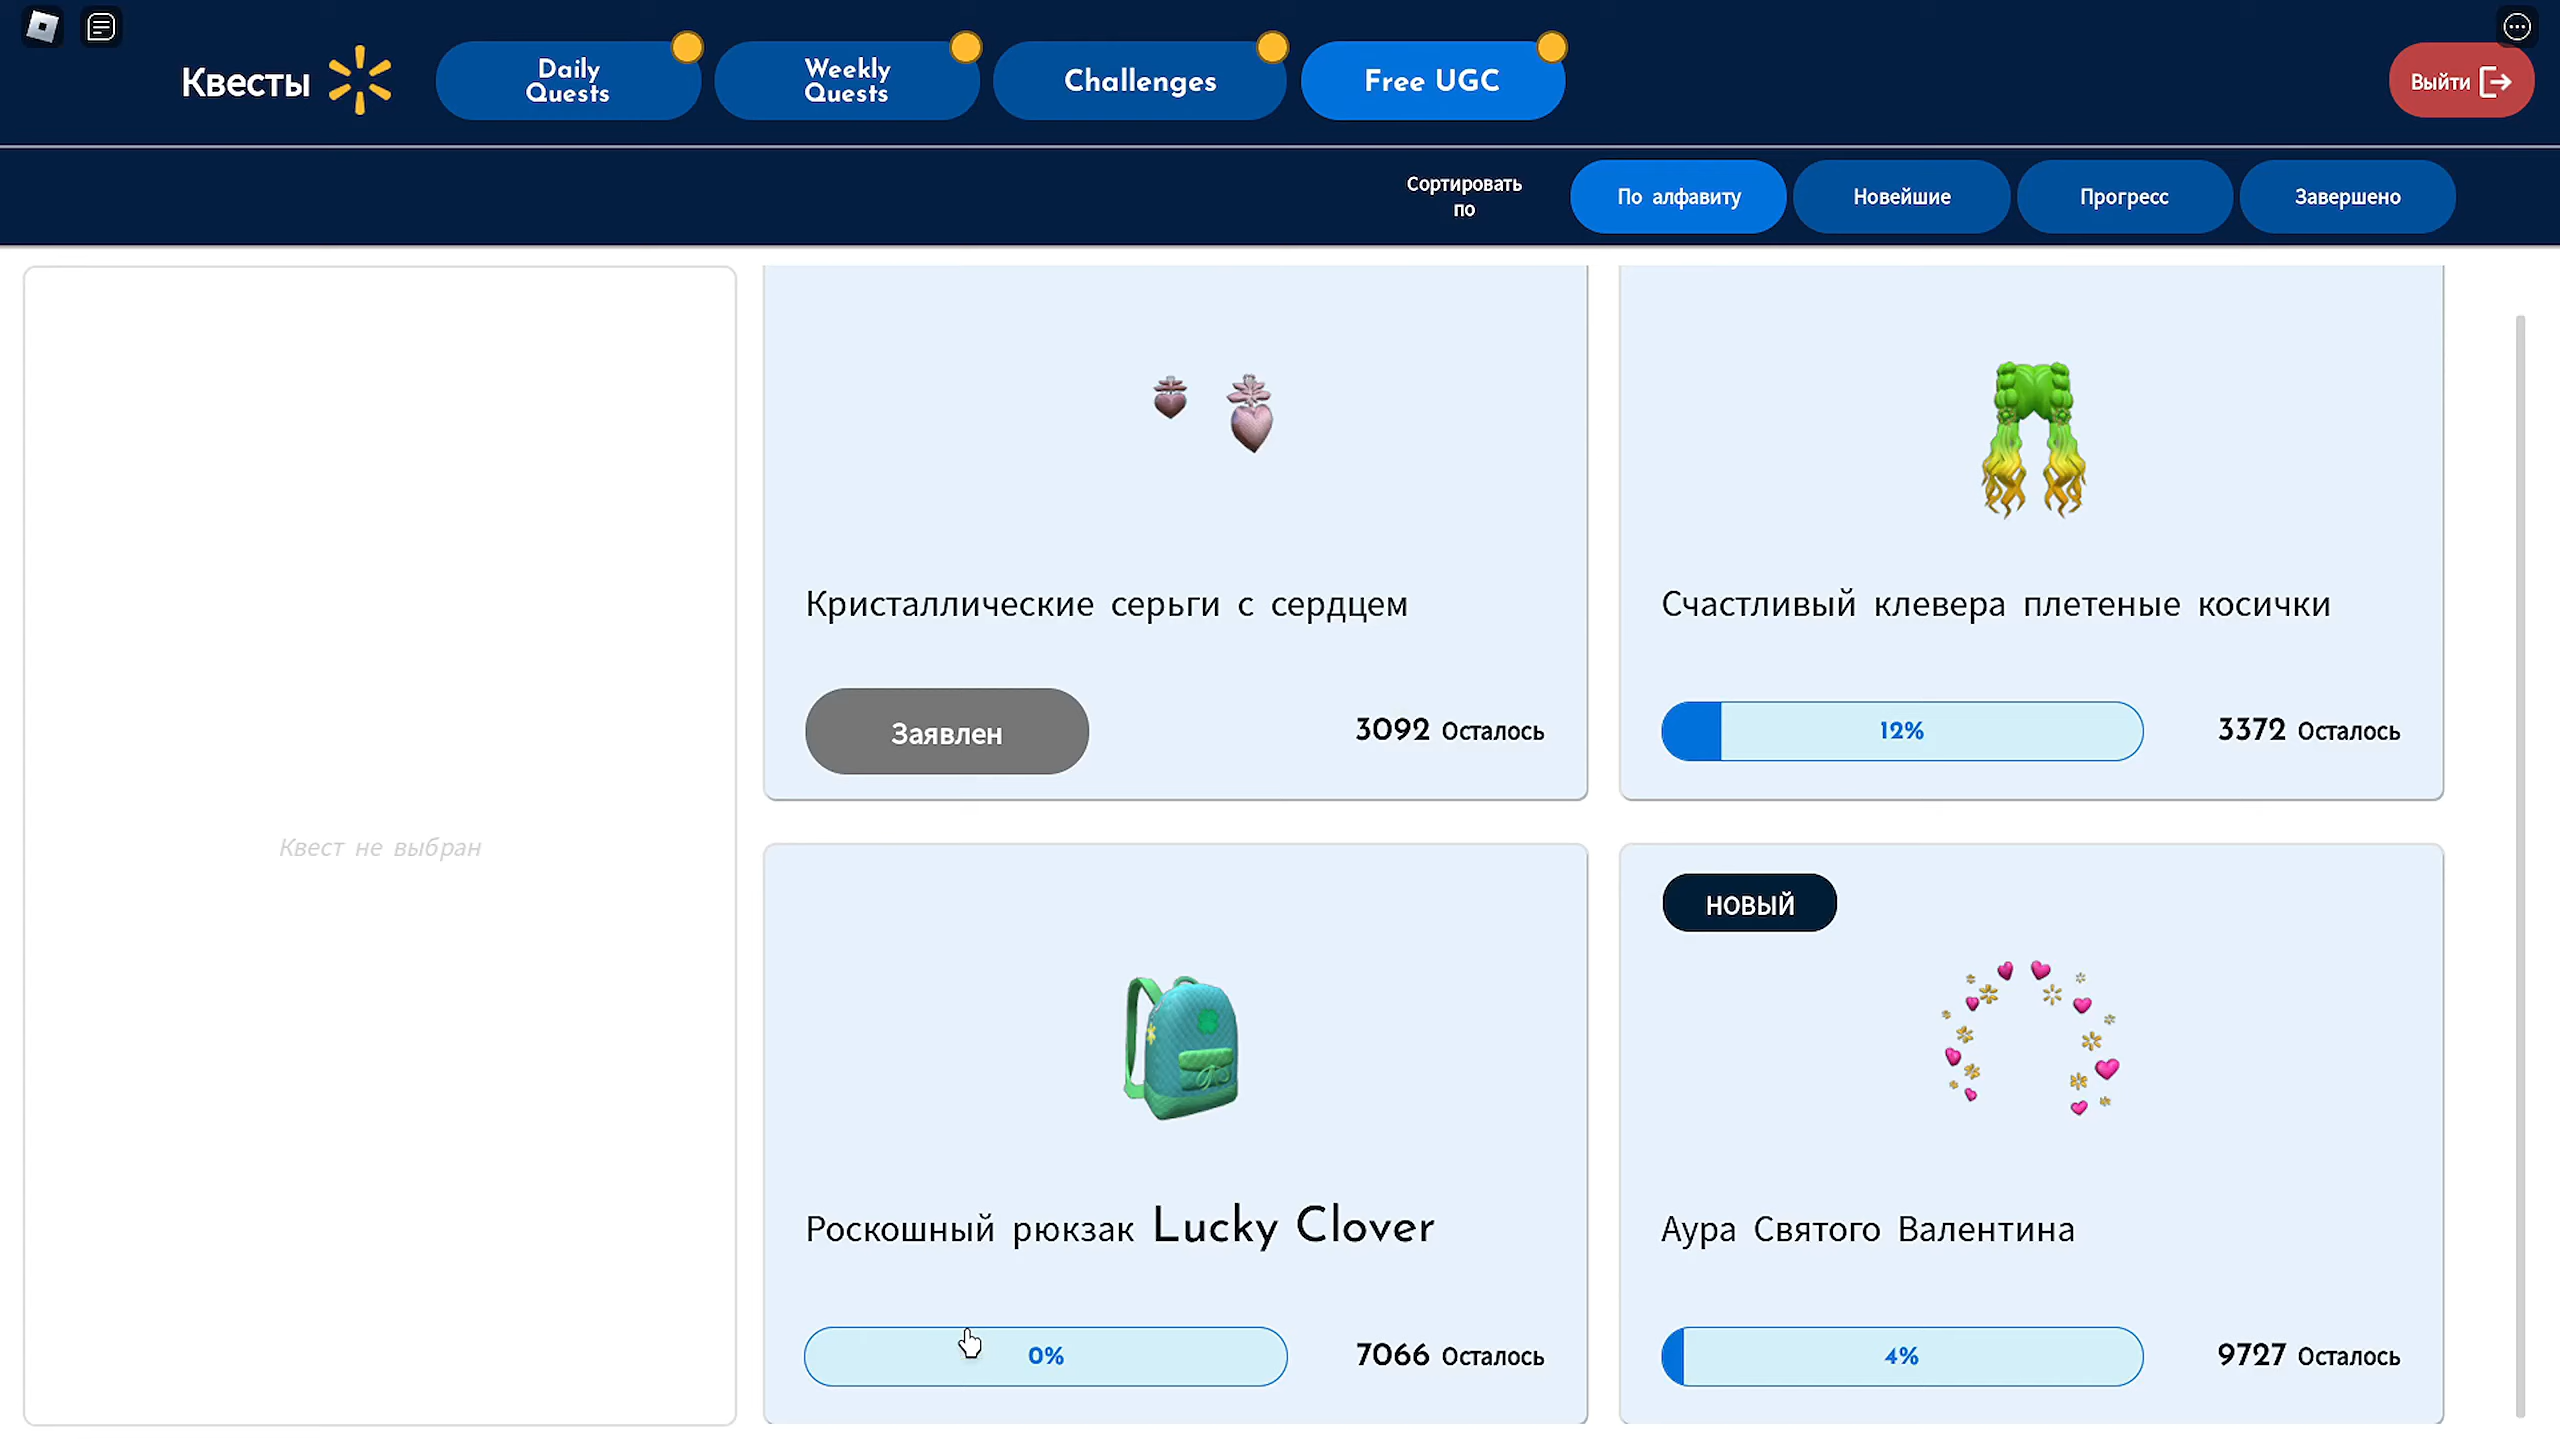 Квесты
Daily
Quests
Weekly
Quests
Challenges
Free UGC
Выйти
Сортировать
по
По алфавиту
Новейшие
Прогресс
Завершено
Квест не выбран
Кристаллические серьги с сердцем
Заявлен
3092 Осталось
Счастливый клевера плетеные косички
12%
3372 Осталось
Роскошный рюкзак Lucky Clover
0%
7066 Осталось
НОВЫЙ
Аура Святого Валентина
4%
9727 Осталось